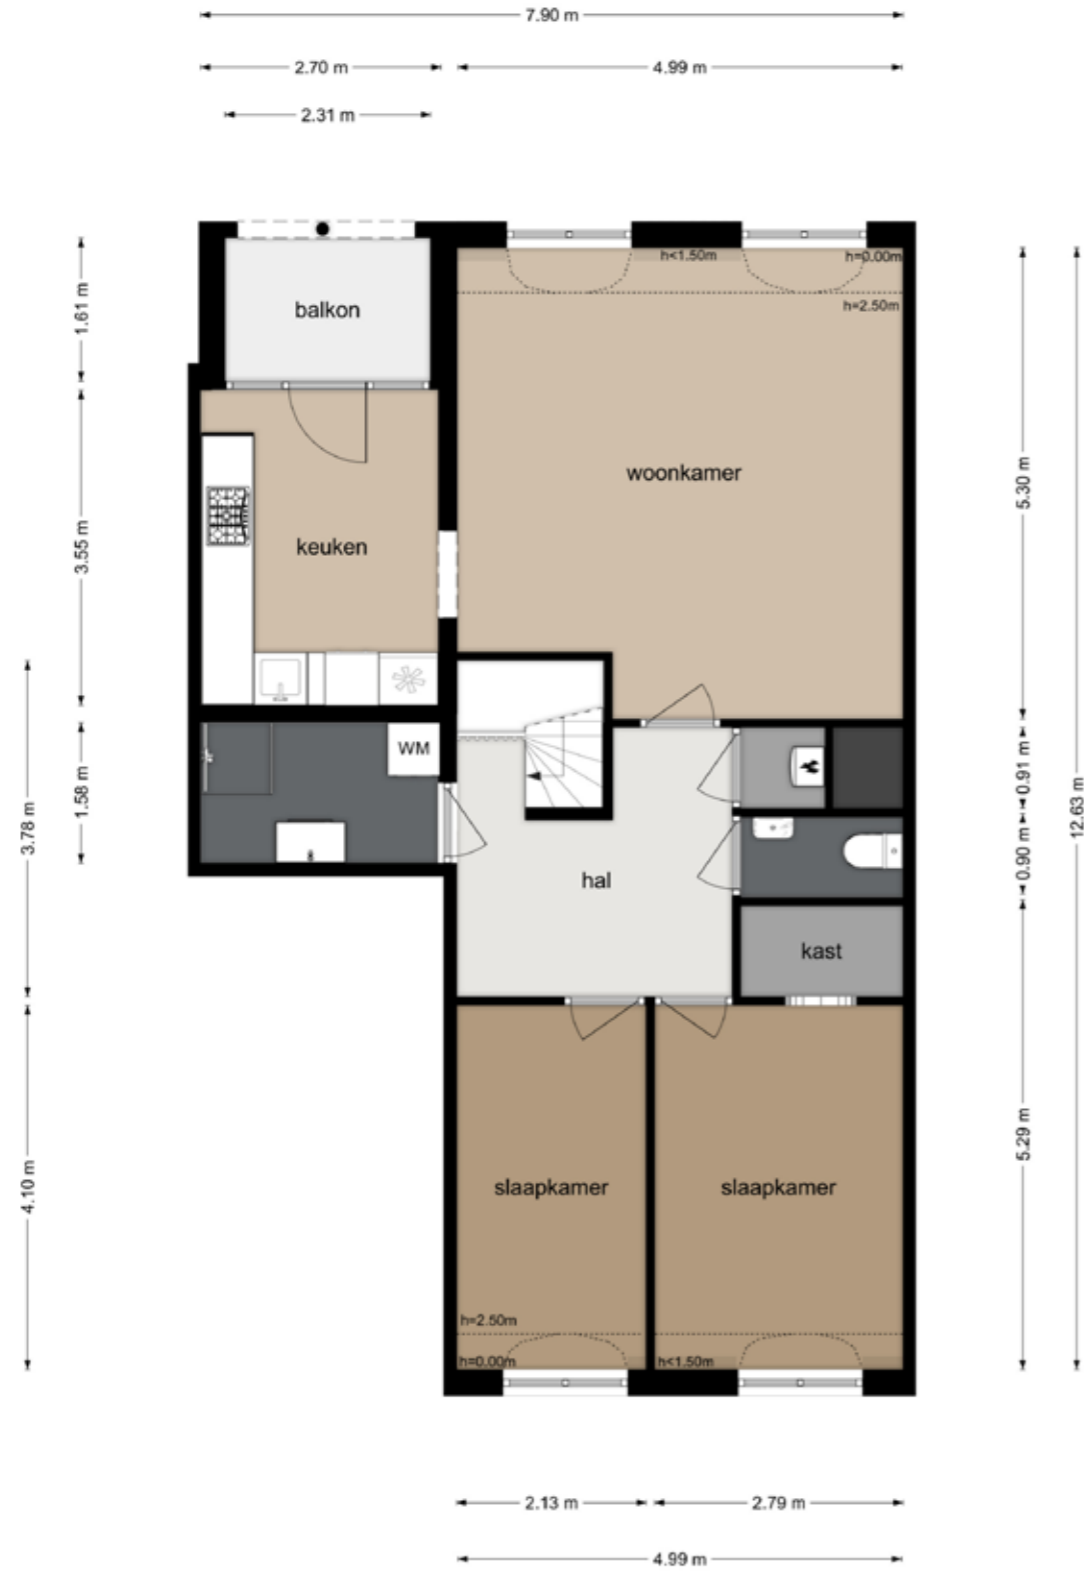 7.90 m
2.70 m
4.99 m
2.31 m
h<1.50m
h=0.00m
h=2.50m
balkon
1.61 m
woonkamer
5.30 m
keuken
3.55 m
WM
0.91 m
1.58 m
3.78 m
12.63 m
0.90 m
hal
kast
5.29 m
4.10 m
slaapkamer
slaapkamer
h=2.50m
h=0.00m
h<1.50m
2.13 m
2.79 m
4.99 m